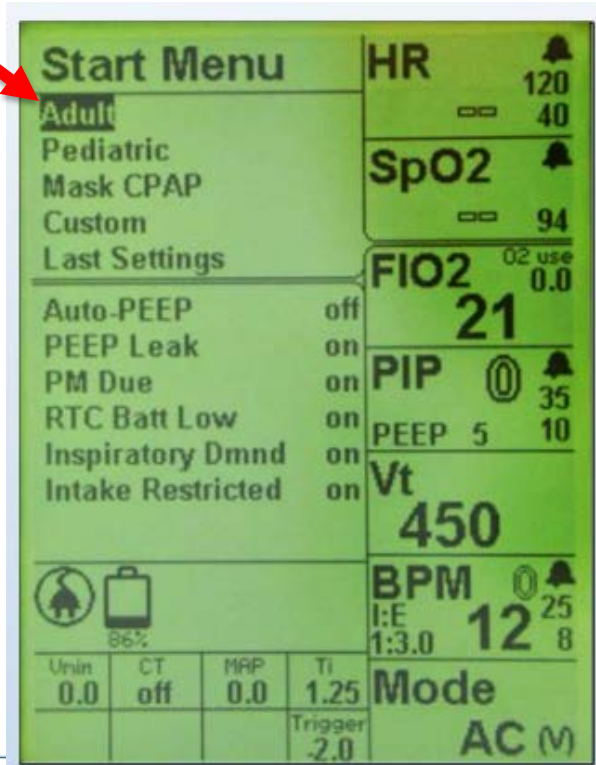 Start Menu
Adult
Pediatric
Mask CPAP
Custom
Last Settings
Auto-PEEP off
PEEP Leak on
PM Due on
RTC Batt Low on
Inspiratory Dmnd on
Intake Restricted on
86%
Vmin CT MAP Ti
0.0 off 0.0 1.25
Trigger
-2.0
HR
120
-- 40
SpO2
-- 94
FIO2 O2 use
0.0
21
PIP 0
35
PEEP 5 10
Vt
450
BPM 0
I:E 12 25
1:3.0 8
Mode
AC (V)